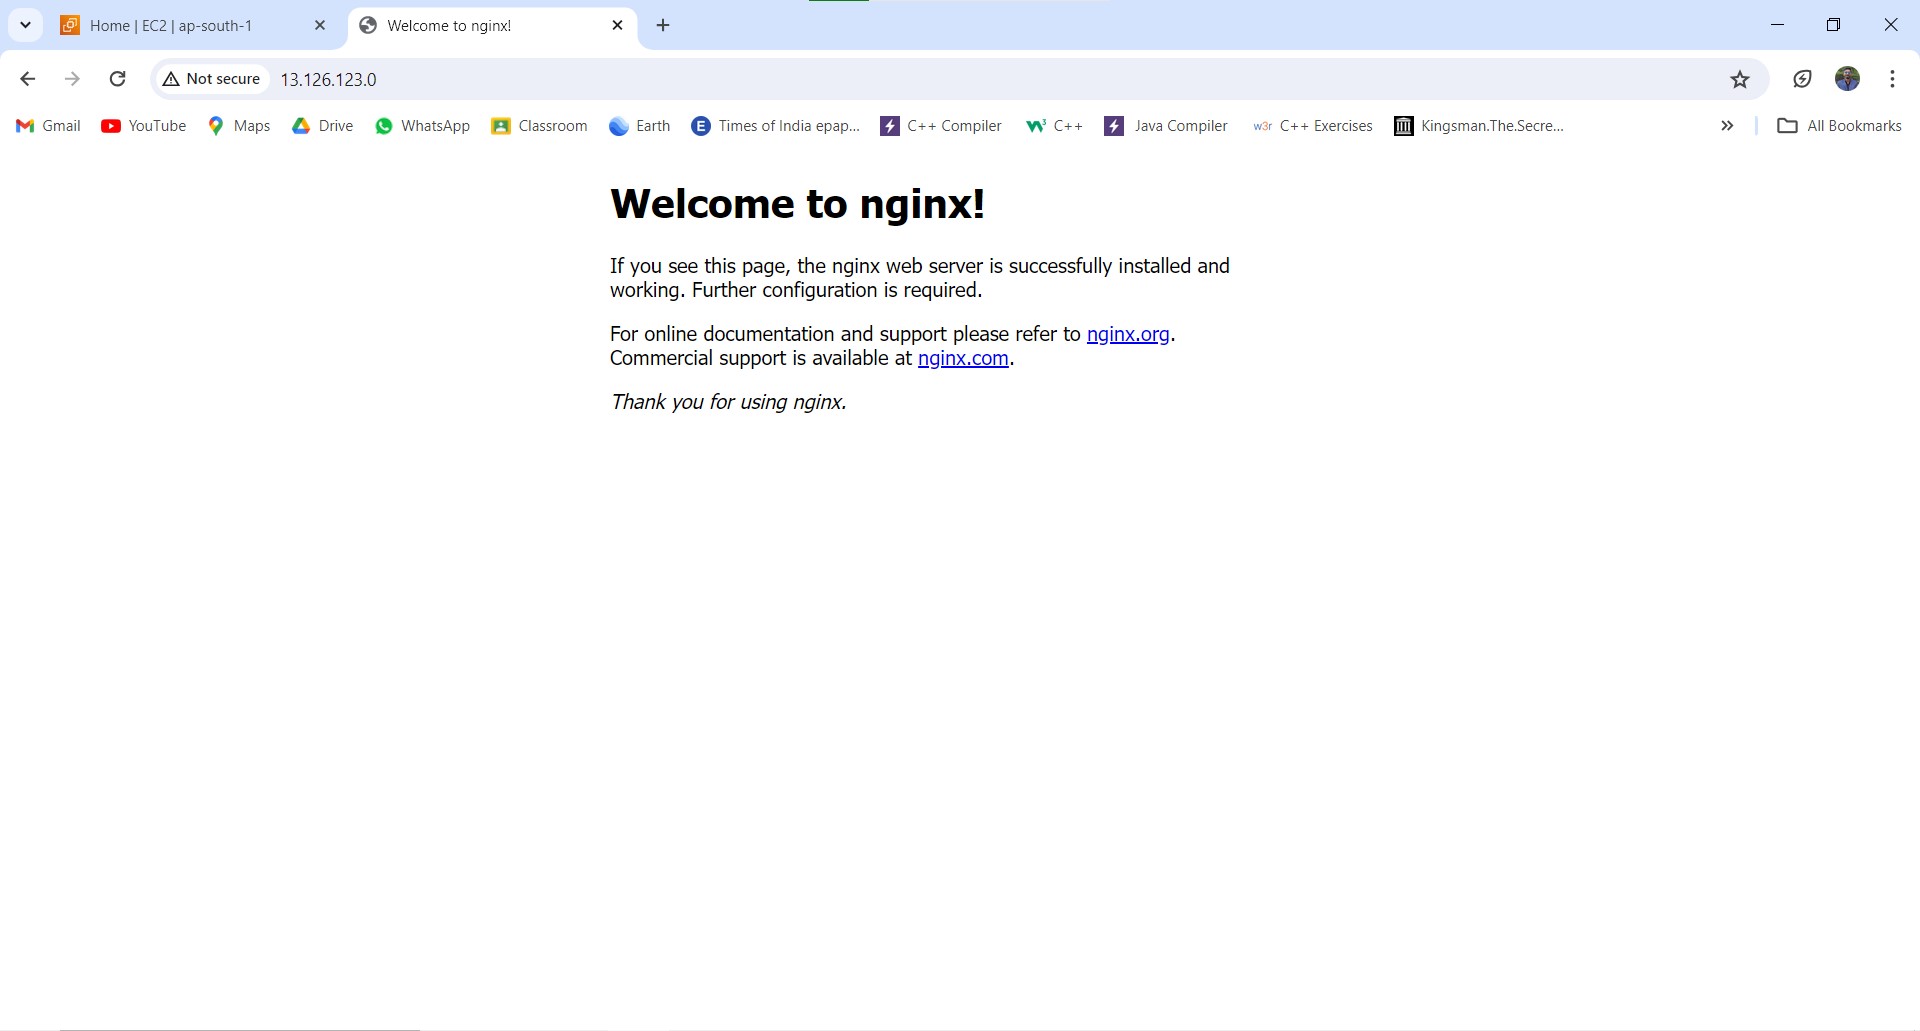 Home | EC2 | ap-south-1
Welcome to nginx!
Not secure
13.126.123.0
Gmail
YouTube
Maps
Drive
WhatsApp
Classroom
Earth
Times of India epap...
C++ Compiler
C++
Java Compiler
C++ Exercises
Kingsman.The.Secre...
All Bookmarks
Welcome to nginx!
If you see this page, the nginx web server is successfully installed and
working. Further configuration is required.
For online documentation and support please refer to nginx.org.
Commercial support is available at nginx.com.
Thank you for using nginx.